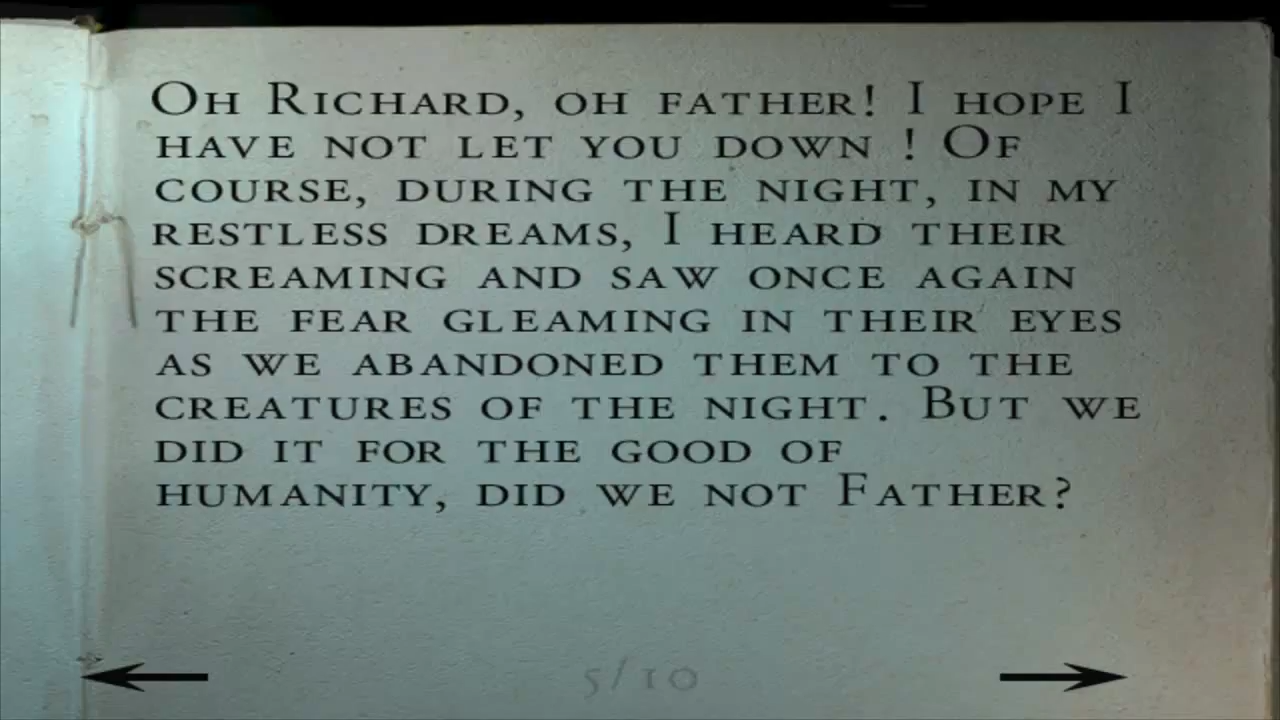 Oh Richard, oh father! I hope I
have not let you down ! Of
course, during the night, in my
restless dreams, I heard their
screaming and saw once again
the fear gleaming in their eyes
as we abandoned them to the
creatures of the night. But we
did it for the good of
humanity, did we not Father?
5/10